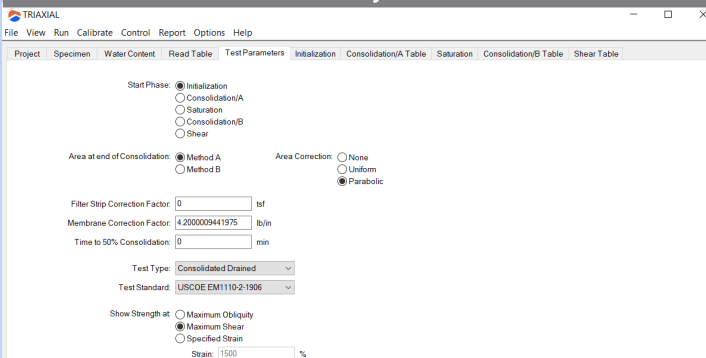 TRIAXIAL
File View Run Calibrate Control Report Options Help
Project Specimen Water Content Read Table Test Parameters Initialization Consolidation/A Table Saturation Consolidation/B Table Shear Table
Start Phase: Initialization
Consolidation/A
Saturation
Consolidation/B
Shear
Area at end of Consolidation: Method A Area Correction: None
Method B Uniform
Parabolic
Filter Strip Correction Factor: 0 tsf
Membrane Correction Factor: 4.2000009441975 lb/in
Time to 50% Consolidation: 0 min
Test Type: Consolidated Drained
Test Standard: USCOE EM1110-2-1906
Show Strength at: Maximum Obliquity
Maximum Shear
Specified Strain
Strain: 1500 %